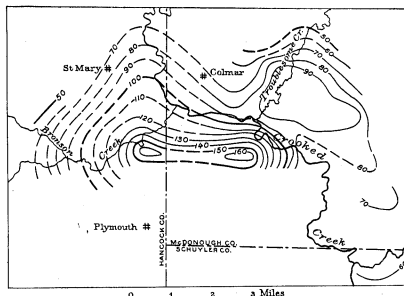 70
80
90
100
110
120
130
140
150
160
50
St Mary
Colmar
Troublesome Cr.
50
60
70
80
90
Bronson
Creek
Crooked
80
70
Plymouth
HANCOCK CO.
McDONOUGH CO.
SCHUYLER CO.
Creek
0 1 2 3 Miles